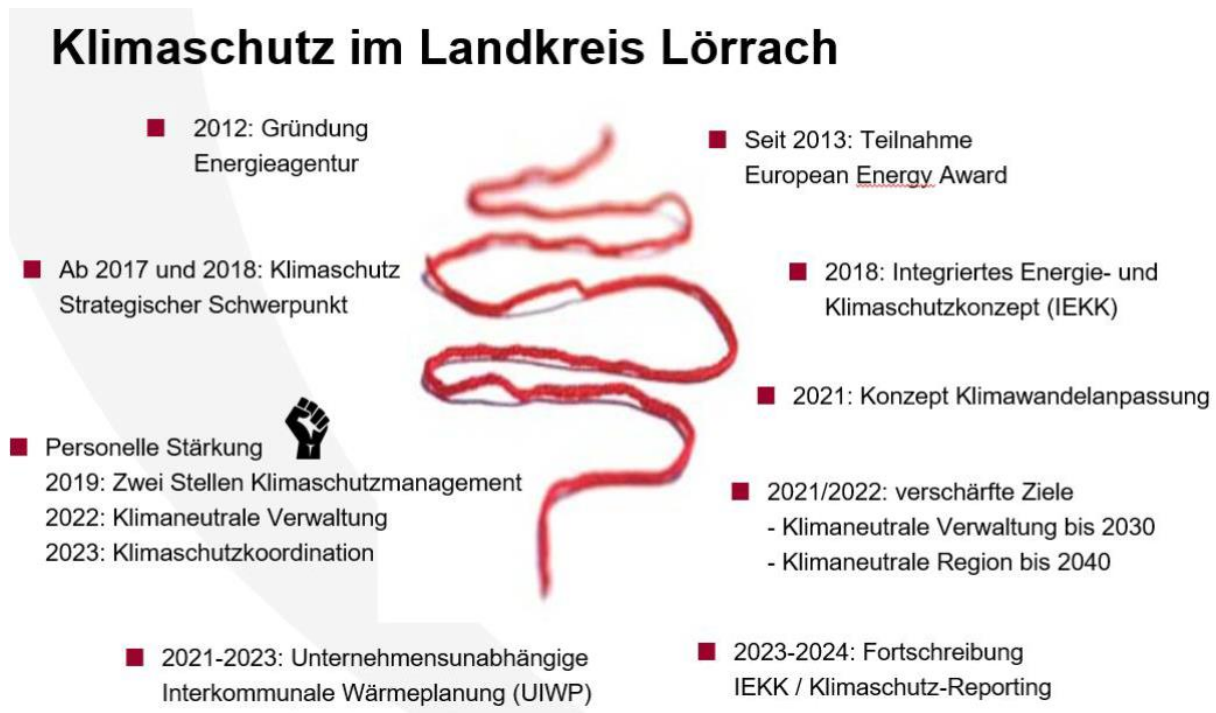 Klimaschutz im Landkreis Lörrach
2012: Gründung
Energieagentur
Seit 2013: Teilnahme
European Energy Award
Ab 2017 und 2018: Klimaschutz
Strategischer Schwerpunkt
2018: Integriertes Energie- und
Klimaschutzkonzept (IEKK)
2021: Konzept Klimawandelanpassung
Personelle Stärkung
2019: Zwei Stellen Klimaschutzmanagement
2022: Klimaneutrale Verwaltung
2023: Klimaschutzkoordination
2021/2022: verschärfte Ziele
- Klimaneutrale Verwaltung bis 2030
- Klimaneutrale Region bis 2040
2021-2023: Unternehmensunabhängige
Interkommunale Wärmeplanung (UIWP)
2023-2024: Fortschreibung
IEKK / Klimaschutz-Reporting